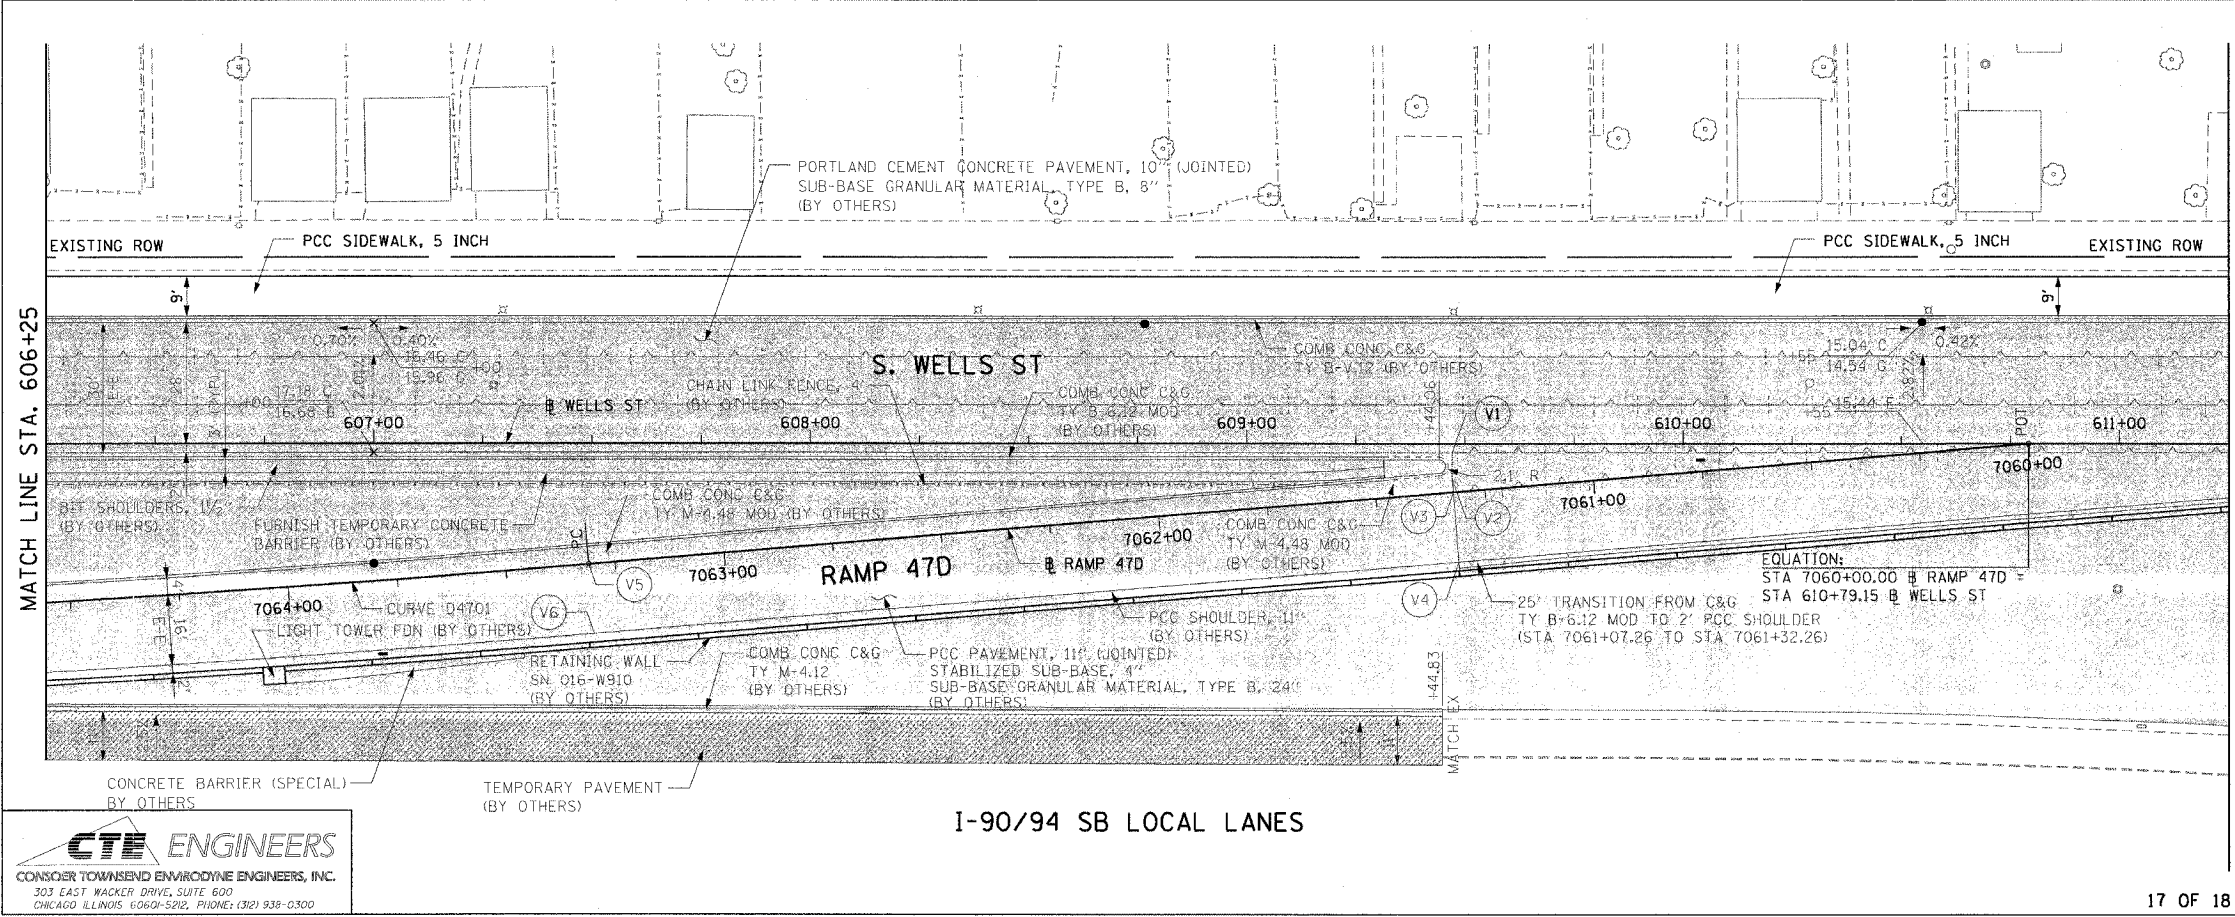 PORTLAND CEMENT CONCRETE PAVEMENT, 10" (JOINTED)
SUB-BASE GRANULAR MATERIAL, TYPE B, 8"
(BY OTHERS)
EXISTING ROW
PCC SIDEWALK, 5 INCH
PCC SIDEWALK, 5 INCH
EXISTING ROW
9'
9'
MATCH LINE STA. 606+25
0.70%
0.40%
16.46 C
15.96 G
+00
17.18 C
16.68 G
+00
S. WELLS ST
COMB CONC C&G
TY B-V.12 (BY OTHERS)
15.04 C
14.54 G
+55
0.42%
15.44 E
+55
CHAIN LINK FENCE, 4'
(BY OTHERS)
COMB CONC C&G
TY B-6.12 MOD
(BY OTHERS)
+44.06
V1
℄ WELLS ST
607+00
608+00
609+00
610+00
611+00
POT
7060+00
2.1' R
7061+00
BIT SHOULDERS, 1½"
(BY OTHERS)
FURNISH TEMPORARY CONCRETE
BARRIER (BY OTHERS)
COMB CONC C&G
TY M-4.48 MOD (BY OTHERS)
COMB CONC C&G
TY M-4.48 MOD
(BY OTHERS)
V3
V2
7062+00
7063+00
7064+00
RAMP 47D
℄ RAMP 47D
V5
V6
V4
EQUATION:
STA 7060+00.00 ℄ RAMP 47D =
STA 610+79.15 ℄ WELLS ST
CURVE D4701
LIGHT TOWER FDN (BY OTHERS)
16'
E-E
PCC SHOULDER, 11"
(BY OTHERS)
25' TRANSITION FROM C&G
TY B-6.12 MOD TO 2' PCC SHOULDER
(STA 7061+07.26 TO STA 7061+32.26)
RETAINING WALL
SN 016-W910
(BY OTHERS)
COMB CONC C&G
TY M-4.12
(BY OTHERS)
PCC PAVEMENT, 11" (JOINTED)
STABILIZED SUB-BASE, 4"
SUB-BASE GRANULAR MATERIAL, TYPE B, 24"
(BY OTHERS)
+44.83
MATCH EX
CONCRETE BARRIER (SPECIAL)
BY OTHERS
TEMPORARY PAVEMENT
(BY OTHERS)
I-90/94 SB LOCAL LANES
CTE ENGINEERS
CONSOER TOWNSEND ENVIRODYNE ENGINEERS, INC.
303 EAST WACKER DRIVE, SUITE 600
CHICAGO ILLINOIS 60601-5212, PHONE: (312) 938-0300
17 OF 18